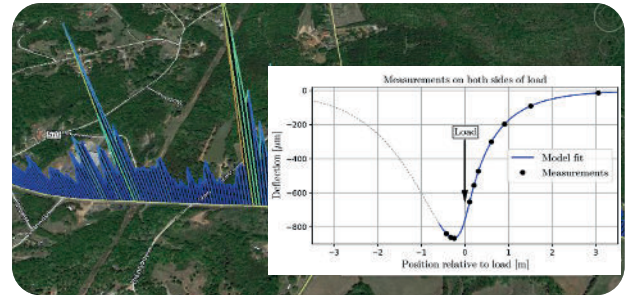 Measurements on both sides of load
Deflection [μm]
0
−200
−400
−600
−800
Load
Model fit
Measurements
−3
−2
−1
0
1
2
3
Position relative to load [m]